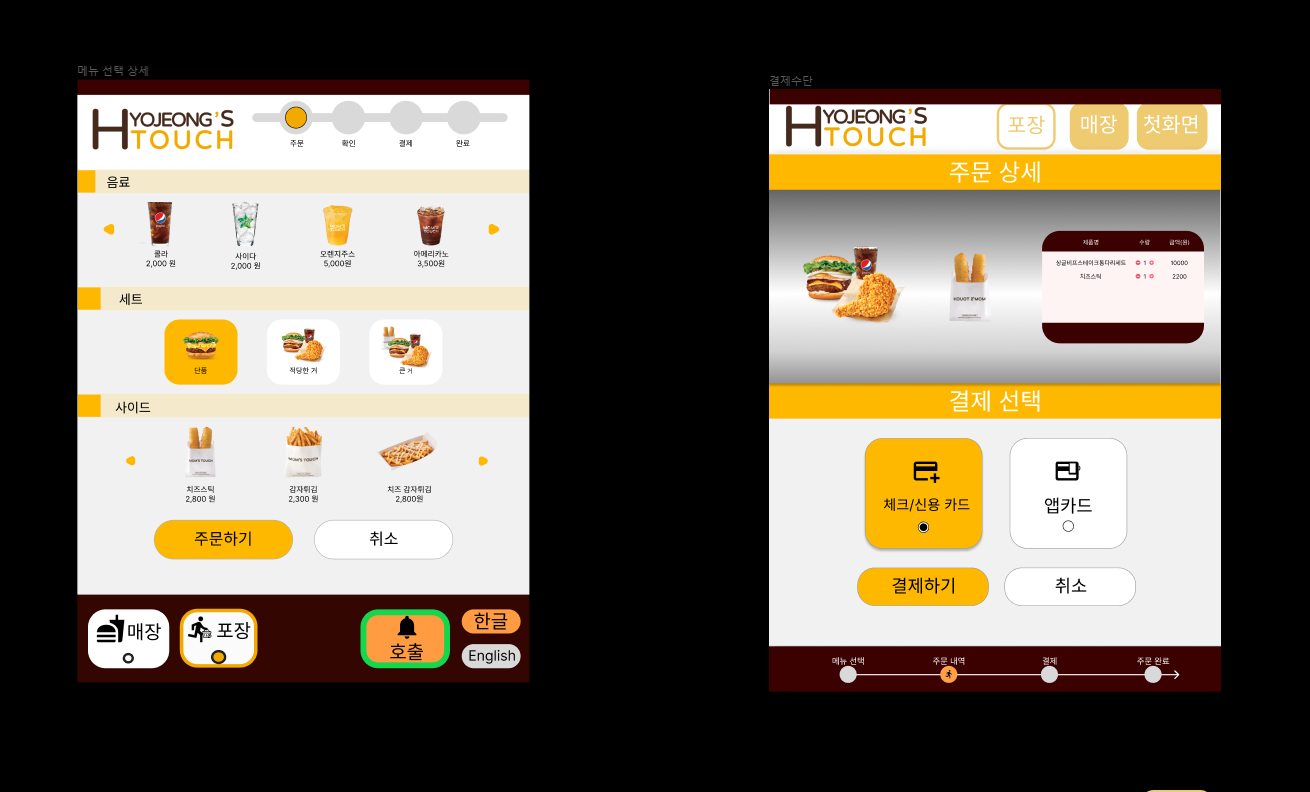 메뉴 선택 상세
HYOJEONG'S
TOUCH
주문 확인 결제 완료
음료
콜라
2,000 원
사이다
2,000 원
오렌지주스
5,000원
아메리카노
3,500원
세트
단품
적당한 거
큰 거
사이드
MOM'S TOUCH
MOM'S TOUCH
치즈스틱
2,800 원
감자튀김
2,300 원
치즈 감자튀김
2,800원
주문하기 취소
매장 포장 호출
한글
English
결제수단
HYOJEONG'S
TOUCH
포장 매장 첫화면
주문 상세
제품명 수량 금액(원)
싱글비프스테이크통다리세트 1 10000
치즈스틱 1 2200
결제 선택
체크/신용 카드
앱카드
결제하기 취소
메뉴 선택 주문 내역 결제 주문 완료